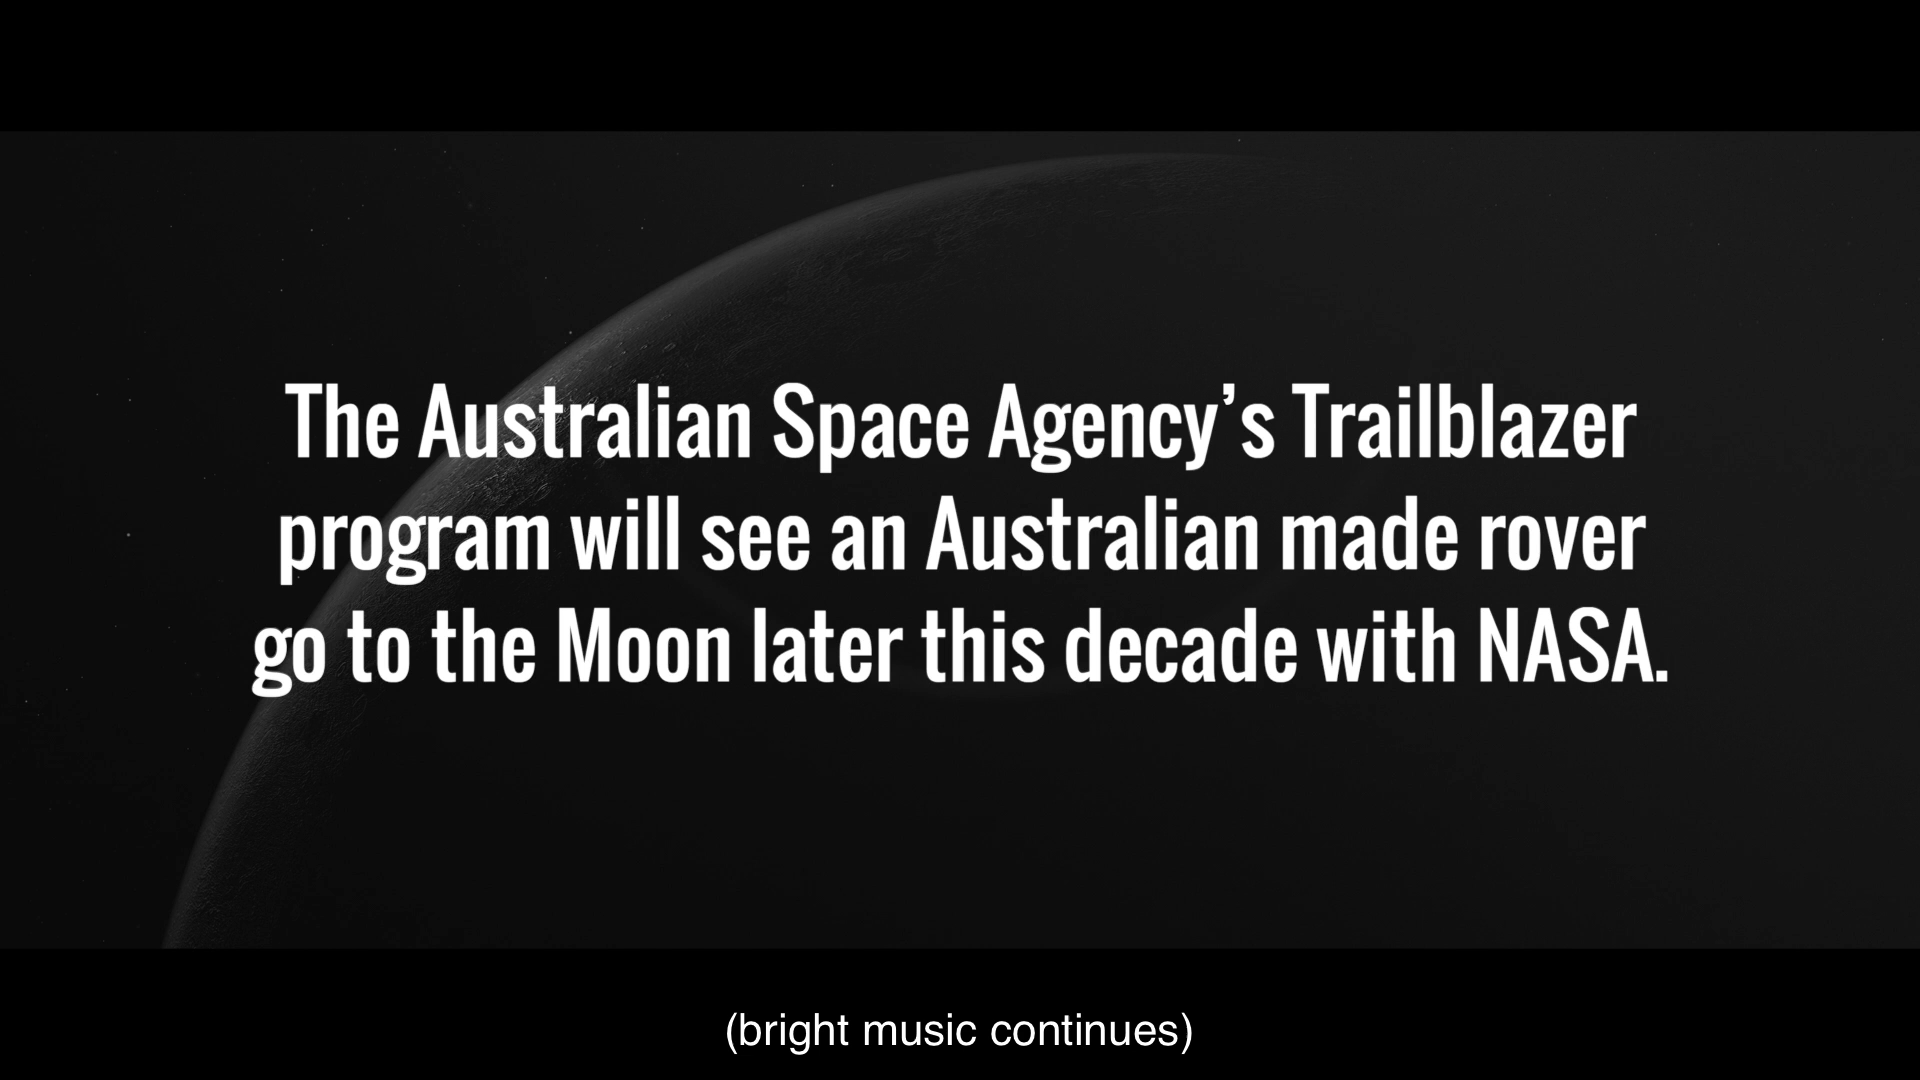 The Australian Space Agency’s Trailblazer
program will see an Australian made rover
go to the Moon later this decade with NASA.
(bright music continues)